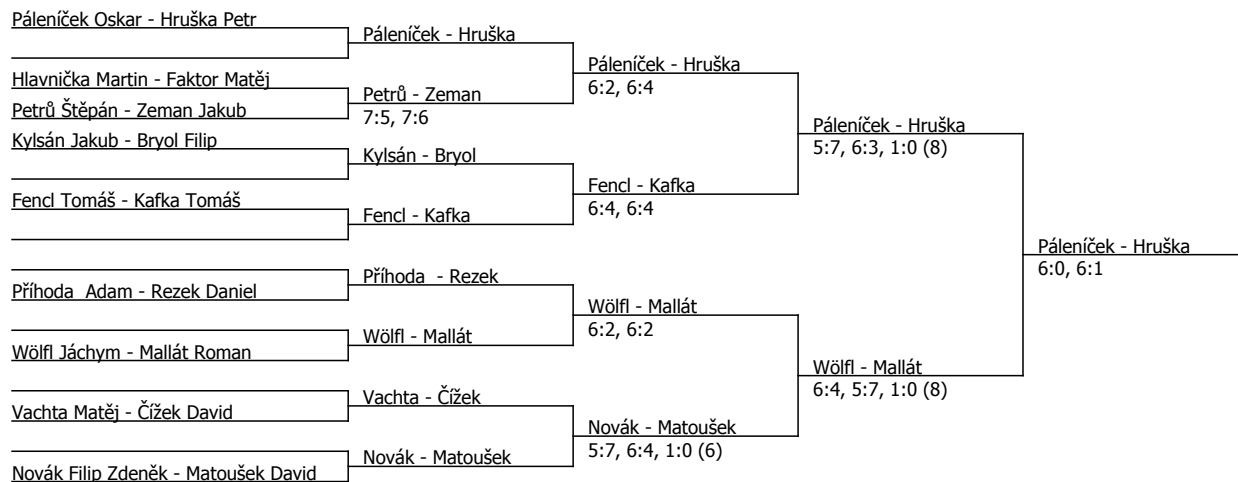 Páleníček Oskar - Hruška Petr
Páleníček - Hruška
Páleníček - Hruška
6:2, 6:4
Hlavnička Martin - Faktor Matěj
Petrů - Zeman
7:5, 7:6
Petrů Štěpán - Zeman Jakub
Páleníček - Hruška
5:7, 6:3, 1:0 (8)
Kylsán Jakub - Bryol Filip
Kylsán - Bryol
Fencl - Kafka
6:4, 6:4
Fencl Tomáš - Kafka Tomáš
Fencl - Kafka
Páleníček - Hruška
6:0, 6:1
Příhoda  - Rezek
Příhoda  Adam - Rezek Daniel
Wölfl - Mallát
6:2, 6:2
Wölfl - Mallát
Wölfl Jáchym - Mallát Roman
Wölfl - Mallát
6:4, 5:7, 1:0 (8)
Vachta - Čížek
Vachta Matěj - Čížek David
Novák - Matoušek
5:7, 6:4, 1:0 (6)
Novák - Matoušek
Novák Filip Zdeněk - Matoušek David